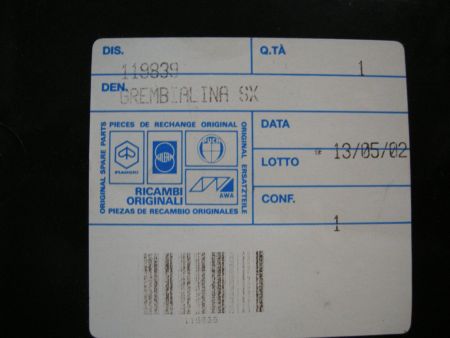 DIS.
119839
Q.TÀ
1
DEN.
GREMBIALINA SX
PIECES DE RECHANGE ORIGINAL
ORIGINAL SPARE PARTS
ORIGINAL ERSATZTEILE
PIAGGIO
GILERA
PUCH
AWA
RICAMBI
ORIGINALI
PIEZAS DE RECAMBIO ORIGINALES
DATA
13/05/02
LOTTO
CONF.
1
119839